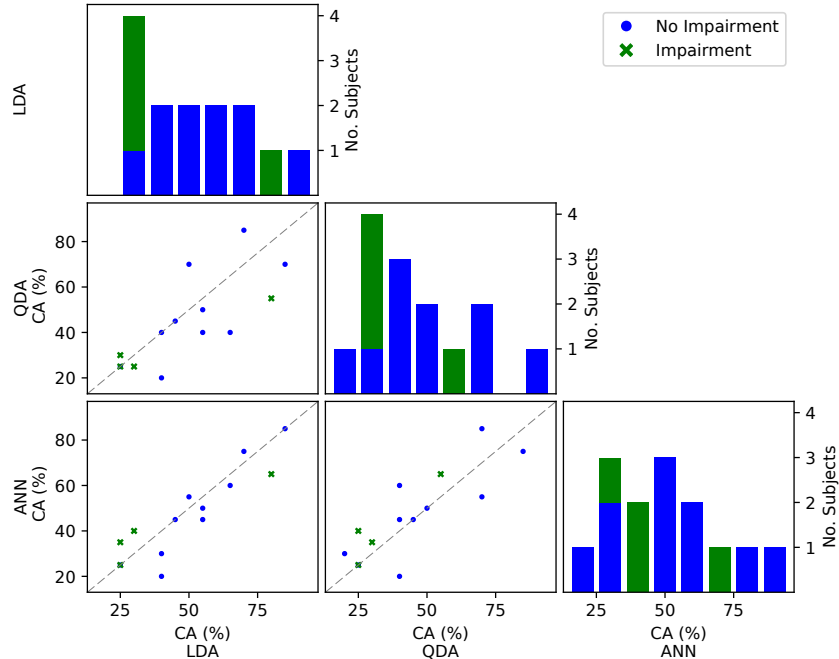 LDA
4
3
2
1
No. Subjects
No Impairment
Impairment
QDA
CA (%)
80
60
40
20
4
3
2
1
No. Subjects
ANN
CA (%)
80
60
40
20
4
3
2
1
No. Subjects
25 50 75
CA (%)
LDA
25 50 75
CA (%)
QDA
25 50 75
CA (%)
ANN